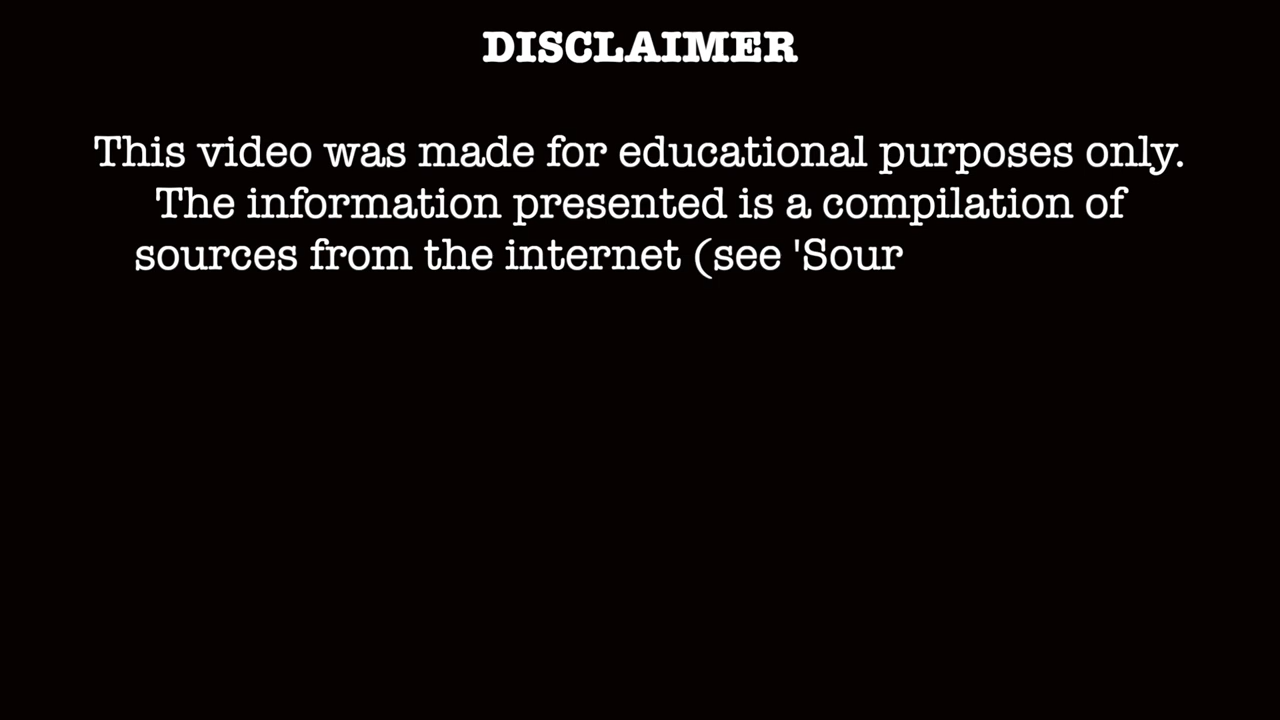 DISCLAIMER
This video was made for educational purposes only.
The information presented is a compilation of
sources from the internet (see 'Sour